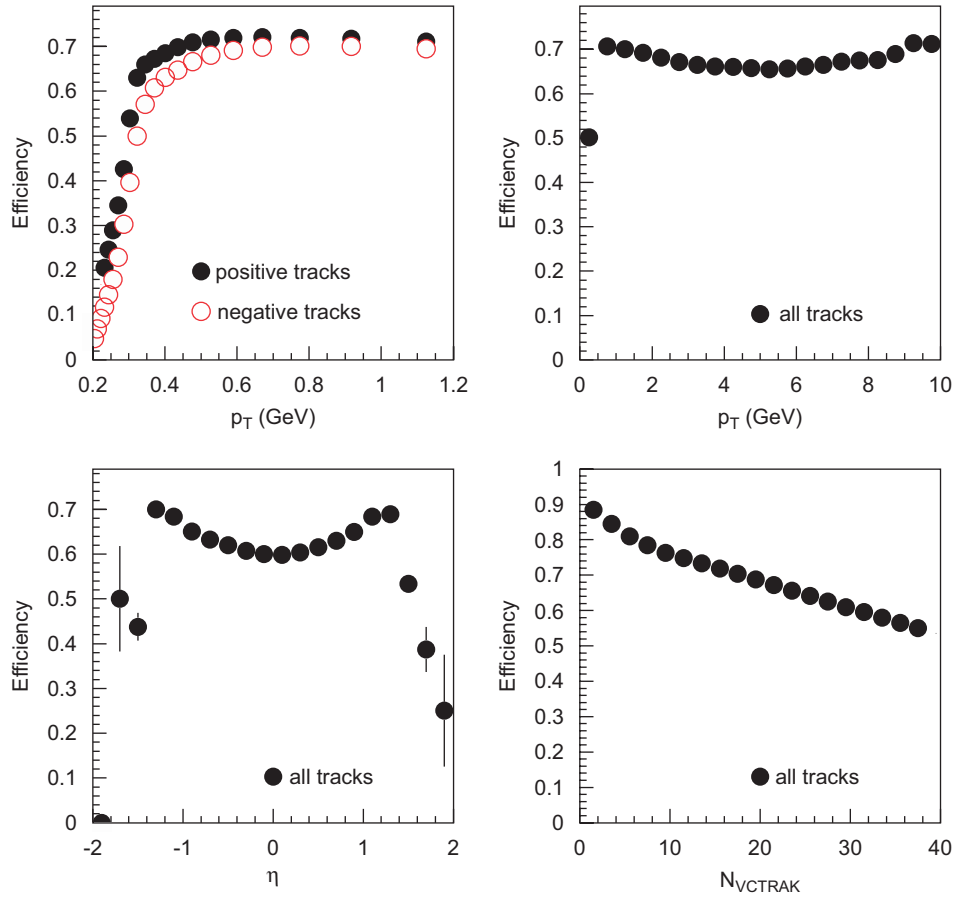 Efficiency
0.7
0.6
0.5
0.4
0.3
0.2
0.1
0
positive tracks
negative tracks
0.2 0.4 0.6 0.8 1 1.2
p_T (GeV)
Efficiency
0.7
0.6
0.5
0.4
0.3
0.2
0.1
0
all tracks
0 2 4 6 8 10
p_T (GeV)
Efficiency
0.7
0.6
0.5
0.4
0.3
0.2
0.1
0
all tracks
-2 -1 0 1 2
η
Efficiency
1
0.9
0.8
0.7
0.6
0.5
0.4
0.3
0.2
0.1
0
all tracks
0 10 20 30 40
N_VCTRAK